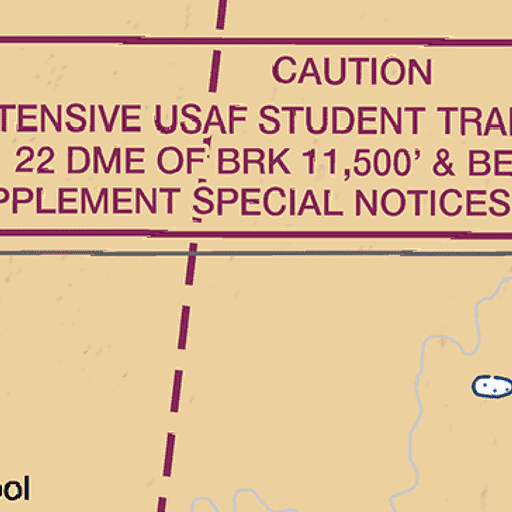 CAUTION
TENSIVE USAF STUDENT TRA
22 DME OF BRK 11,500' & BE
PPLEMENT SPECIAL NOTICES
ool